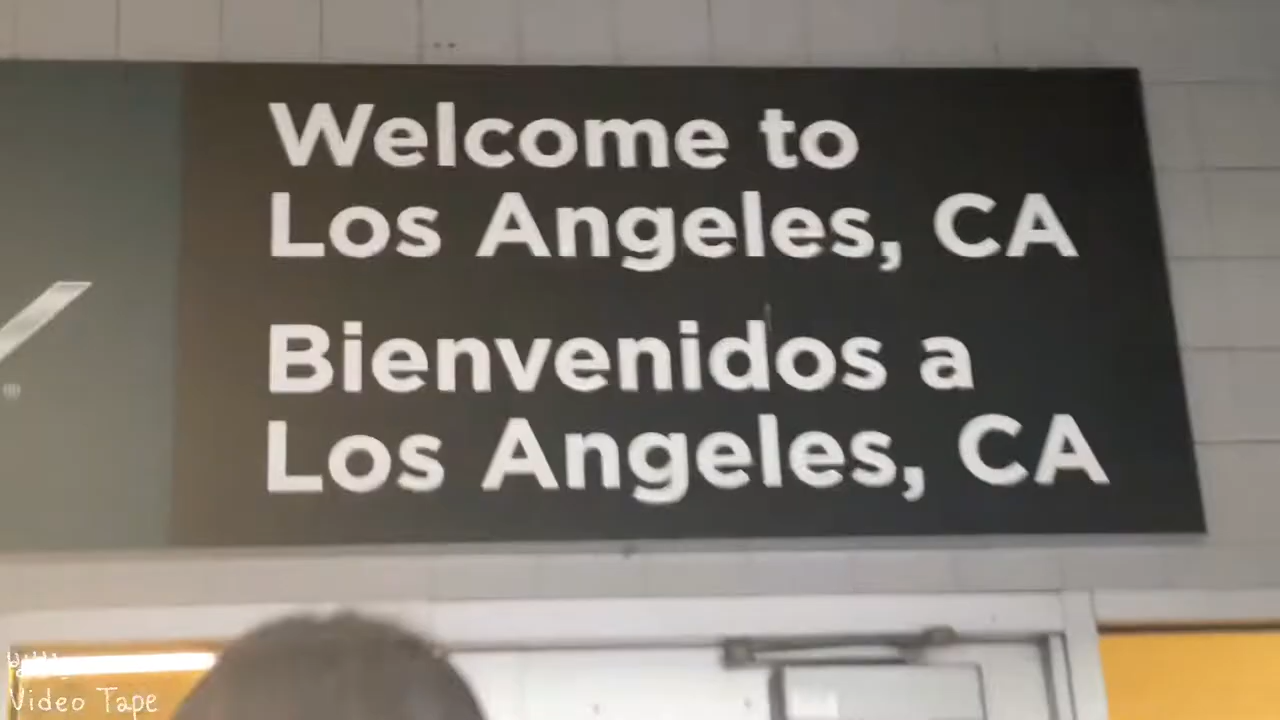 Welcome to
Los Angeles, CA
Bienvenidos a
Los Angeles, CA
Video Tape